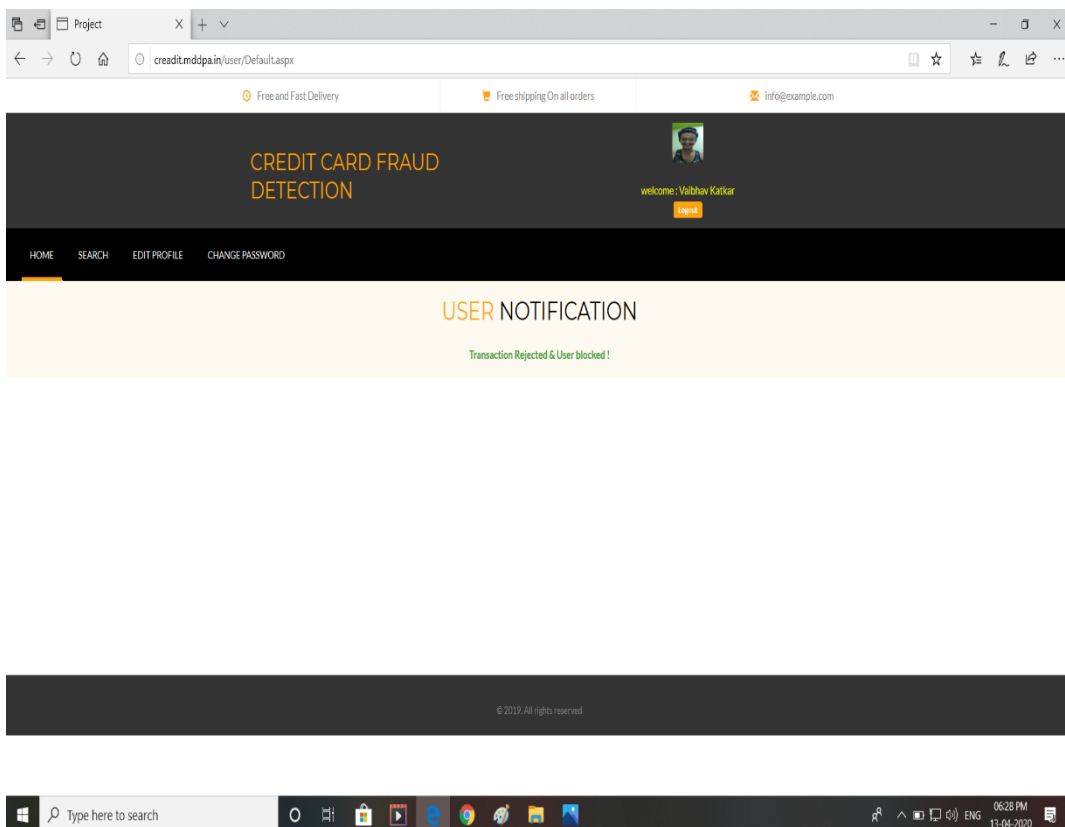 Project
creadit.mddpa.in/user/Default.aspx
Free and Fast Delivery Free shipping On all orders info@example.com
CREDIT CARD FRAUD
DETECTION
welcome : Vaibhav Katkar
Logout
HOME SEARCH EDIT PROFILE CHANGE PASSWORD
USER NOTIFICATION
Transaction Rejected & User blocked !
© 2019. All rights reserved
Type here to search
ENG
06:28 PM
13-04-2020